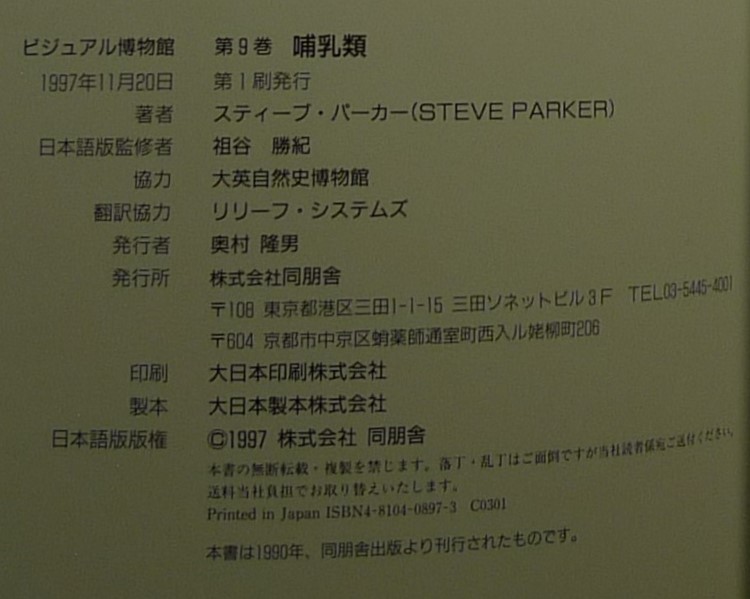 ビジュアル博物館 第9巻 哺乳類
1997年11月20日 第1刷発行
著者 スティーブ・パーカー(STEVE PARKER)
日本語版監修者 祖谷 勝紀
協力 大英自然史博物館
翻訳協力 リリーフ・システムズ
発行者 奥村 隆男
発行所 株式会社同朋舎
〒108 東京都港区三田1-1-15 三田ソネットビル3F TEL03-5445-4001
〒604 京都市中京区蛸薬師通室町西入ル姥柳町206
印刷 大日本印刷株式会社
製本 大日本製本株式会社
日本語版版権 ©1997 株式会社 同朋舎
本書の無断転載・複製を禁じます。落丁・乱丁はご面倒ですが当社読者係宛ご送付ください。
送料当社負担でお取り替えいたします。
Printed in Japan ISBN4-8104-0897-3 C0301
本書は1990年、同朋舎出版より刊行されたものです。